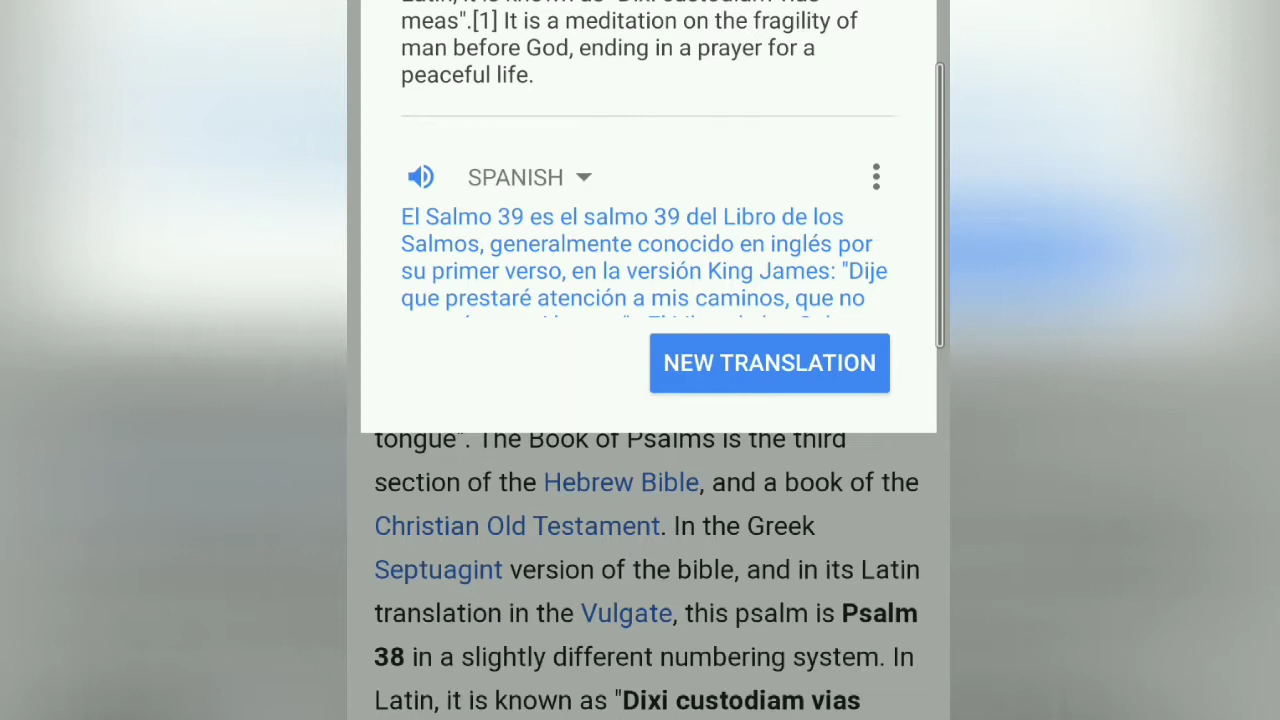 meas".[1] It is a meditation on the fragility of
man before God, ending in a prayer for a
peaceful life.
SPANISH
El Salmo 39 es el salmo 39 del Libro de los
Salmos, generalmente conocido en inglés por
su primer verso, en la versión King James: "Dije
que prestaré atención a mis caminos, que no
NEW TRANSLATION
tongue". The Book of Psalms is the third
section of the Hebrew Bible, and a book of the
Christian Old Testament. In the Greek
Septuagint version of the bible, and in its Latin
translation in the Vulgate, this psalm is Psalm
38 in a slightly different numbering system. In
Latin, it is known as "Dixi custodiam vias